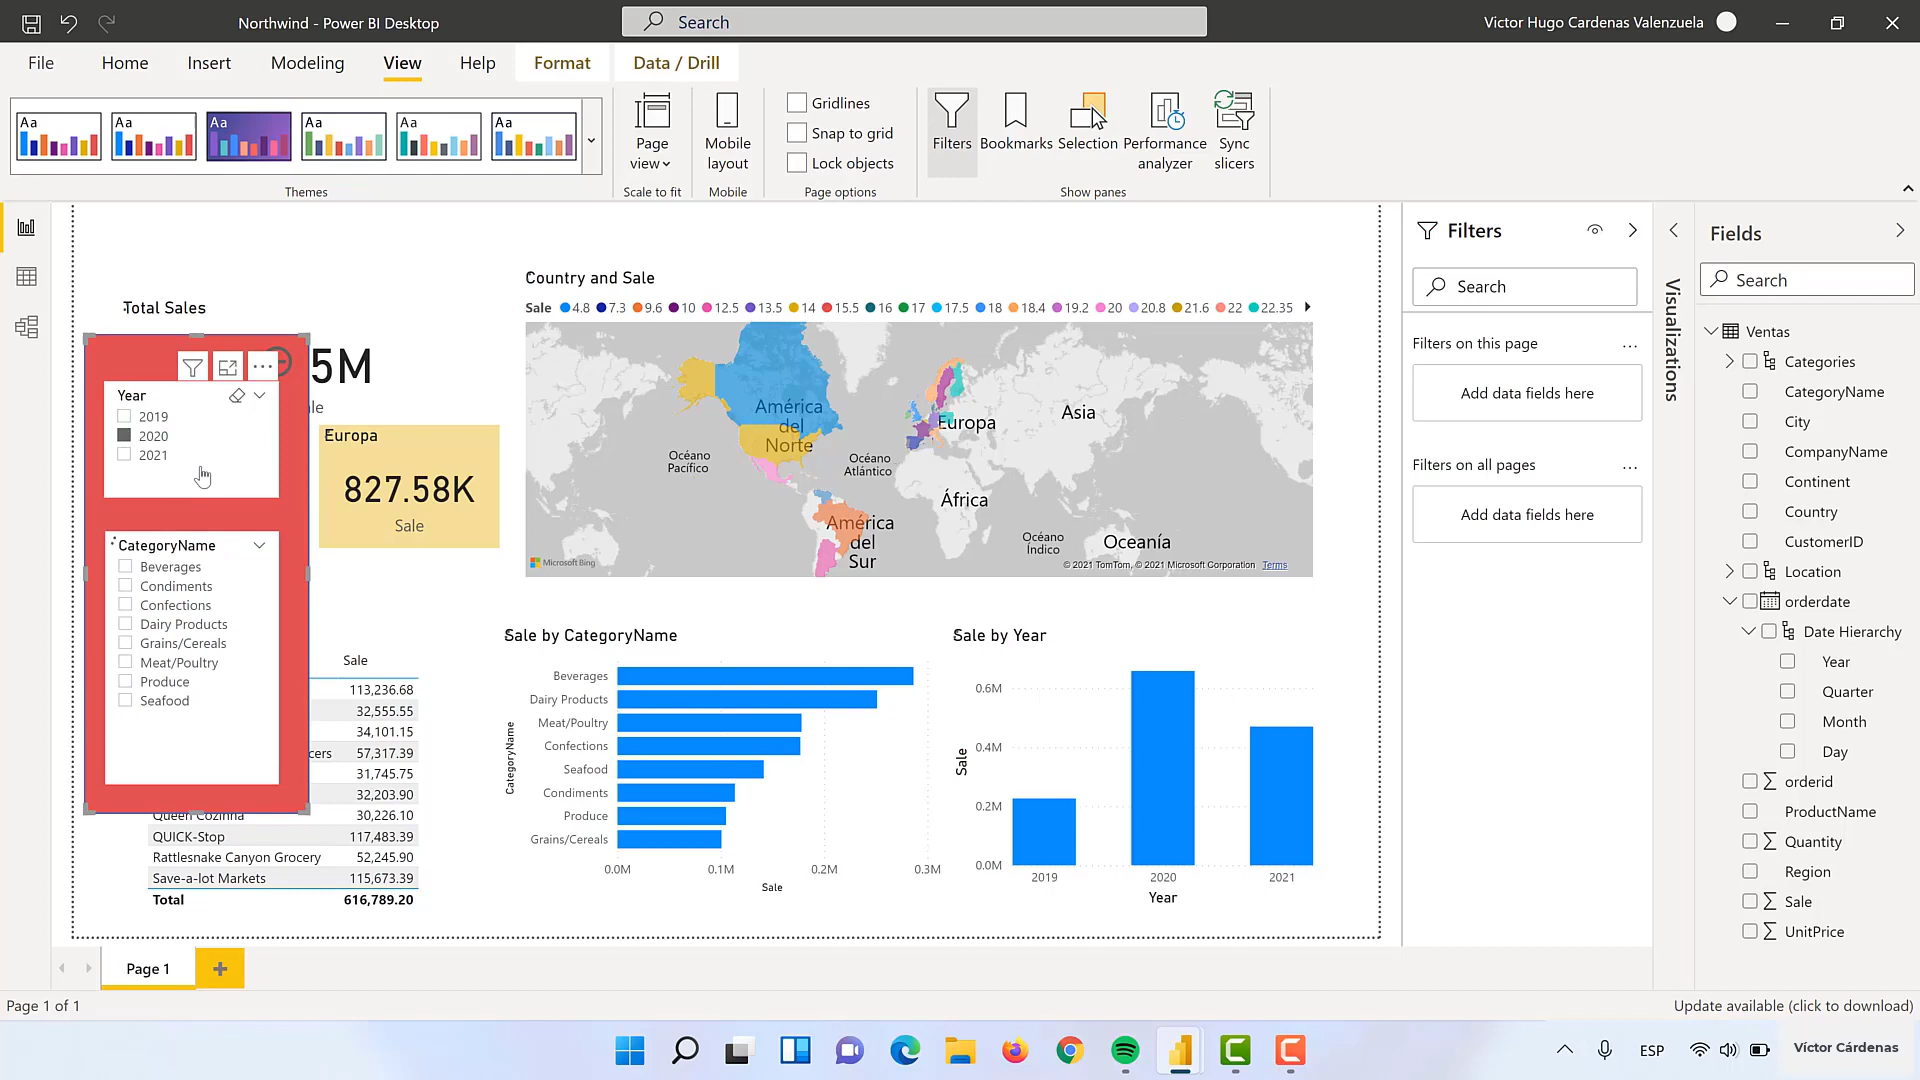 Northwind - Power BI Desktop
Search
Victor Hugo Cardenas Valenzuela
File Home Insert Modeling View Help Format Data / Drill
Aa Aa Aa Aa Aa Aa
Themes
Page view
Scale to fit
Mobile layout
Mobile
Gridlines
Snap to grid
Lock objects
Page options
Filters
Bookmarks
Selection
Performance analyzer
Sync slicers
Show panes
Total Sales
5M
Year
2019
2020
2021
CategoryName
Beverages
Condiments
Confections
Dairy Products
Grains/Cereals
Meat/Poultry
Produce
Seafood
Europa
827.58K
Sale
Sale
113,236.68
32,555.55
34,101.15
cers 57,317.39
31,745.75
32,203.90
Queen Cozinha 30,226.10
QUICK-Stop 117,483.39
Rattlesnake Canyon Grocery 52,245.90
Save-a-lot Markets 115,673.39
Total 616,789.20
Country and Sale
Sale 4.8 7.3 9.6 10 12.5 13.5 14 15.5 16 17 17.5 18 18.4 19.2 20 20.8 21.6 22 22.35
América del Norte
Europa
Asia
Océano Pacífico
Océano Atlántico
África
América del Sur
Océano Índico
Oceanía
Microsoft Bing
© 2021 TomTom, © 2021 Microsoft Corporation Terms
Sale by CategoryName
CategoryName
Beverages
Dairy Products
Meat/Poultry
Confections
Seafood
Condiments
Produce
Grains/Cereals
0.0M 0.1M 0.2M 0.3M
Sale
Sale by Year
Sale
0.6M
0.4M
0.2M
0.0M
2019 2020 2021
Year
Filters
Search
Filters on this page ...
Add data fields here
Filters on all pages ...
Add data fields here
Visualizations
Fields
Search
Ventas
Categories
CategoryName
City
CompanyName
Continent
Country
CustomerID
Location
orderdate
Date Hierarchy
Year
Quarter
Month
Day
orderid
ProductName
Quantity
Region
Sale
UnitPrice
Page 1
Page 1 of 1
Update available (click to download)
ESP
Víctor Cárdenas